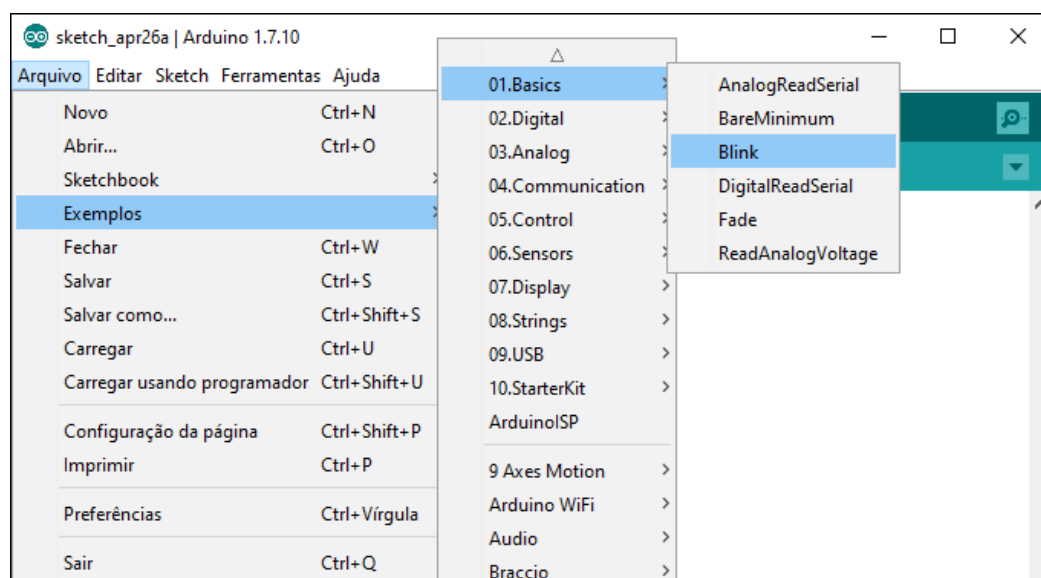 sketch_apr26a | Arduino 1.7.10
Arquivo Editar Sketch Ferramentas Ajuda
Novo Ctrl+N
Abrir... Ctrl+O
Sketchbook
Exemplos
Fechar Ctrl+W
Salvar Ctrl+S
Salvar como... Ctrl+Shift+S
Carregar Ctrl+U
Carregar usando programador Ctrl+Shift+U
Configuração da página Ctrl+Shift+P
Imprimir Ctrl+P
Preferências Ctrl+Vírgula
Sair Ctrl+Q
01.Basics
02.Digital
03.Analog
04.Communication
05.Control
06.Sensors
07.Display
08.Strings
09.USB
10.StarterKit
ArduinoISP
9 Axes Motion
Arduino WiFi
Audio
Braccio
AnalogReadSerial
BareMinimum
Blink
DigitalReadSerial
Fade
ReadAnalogVoltage